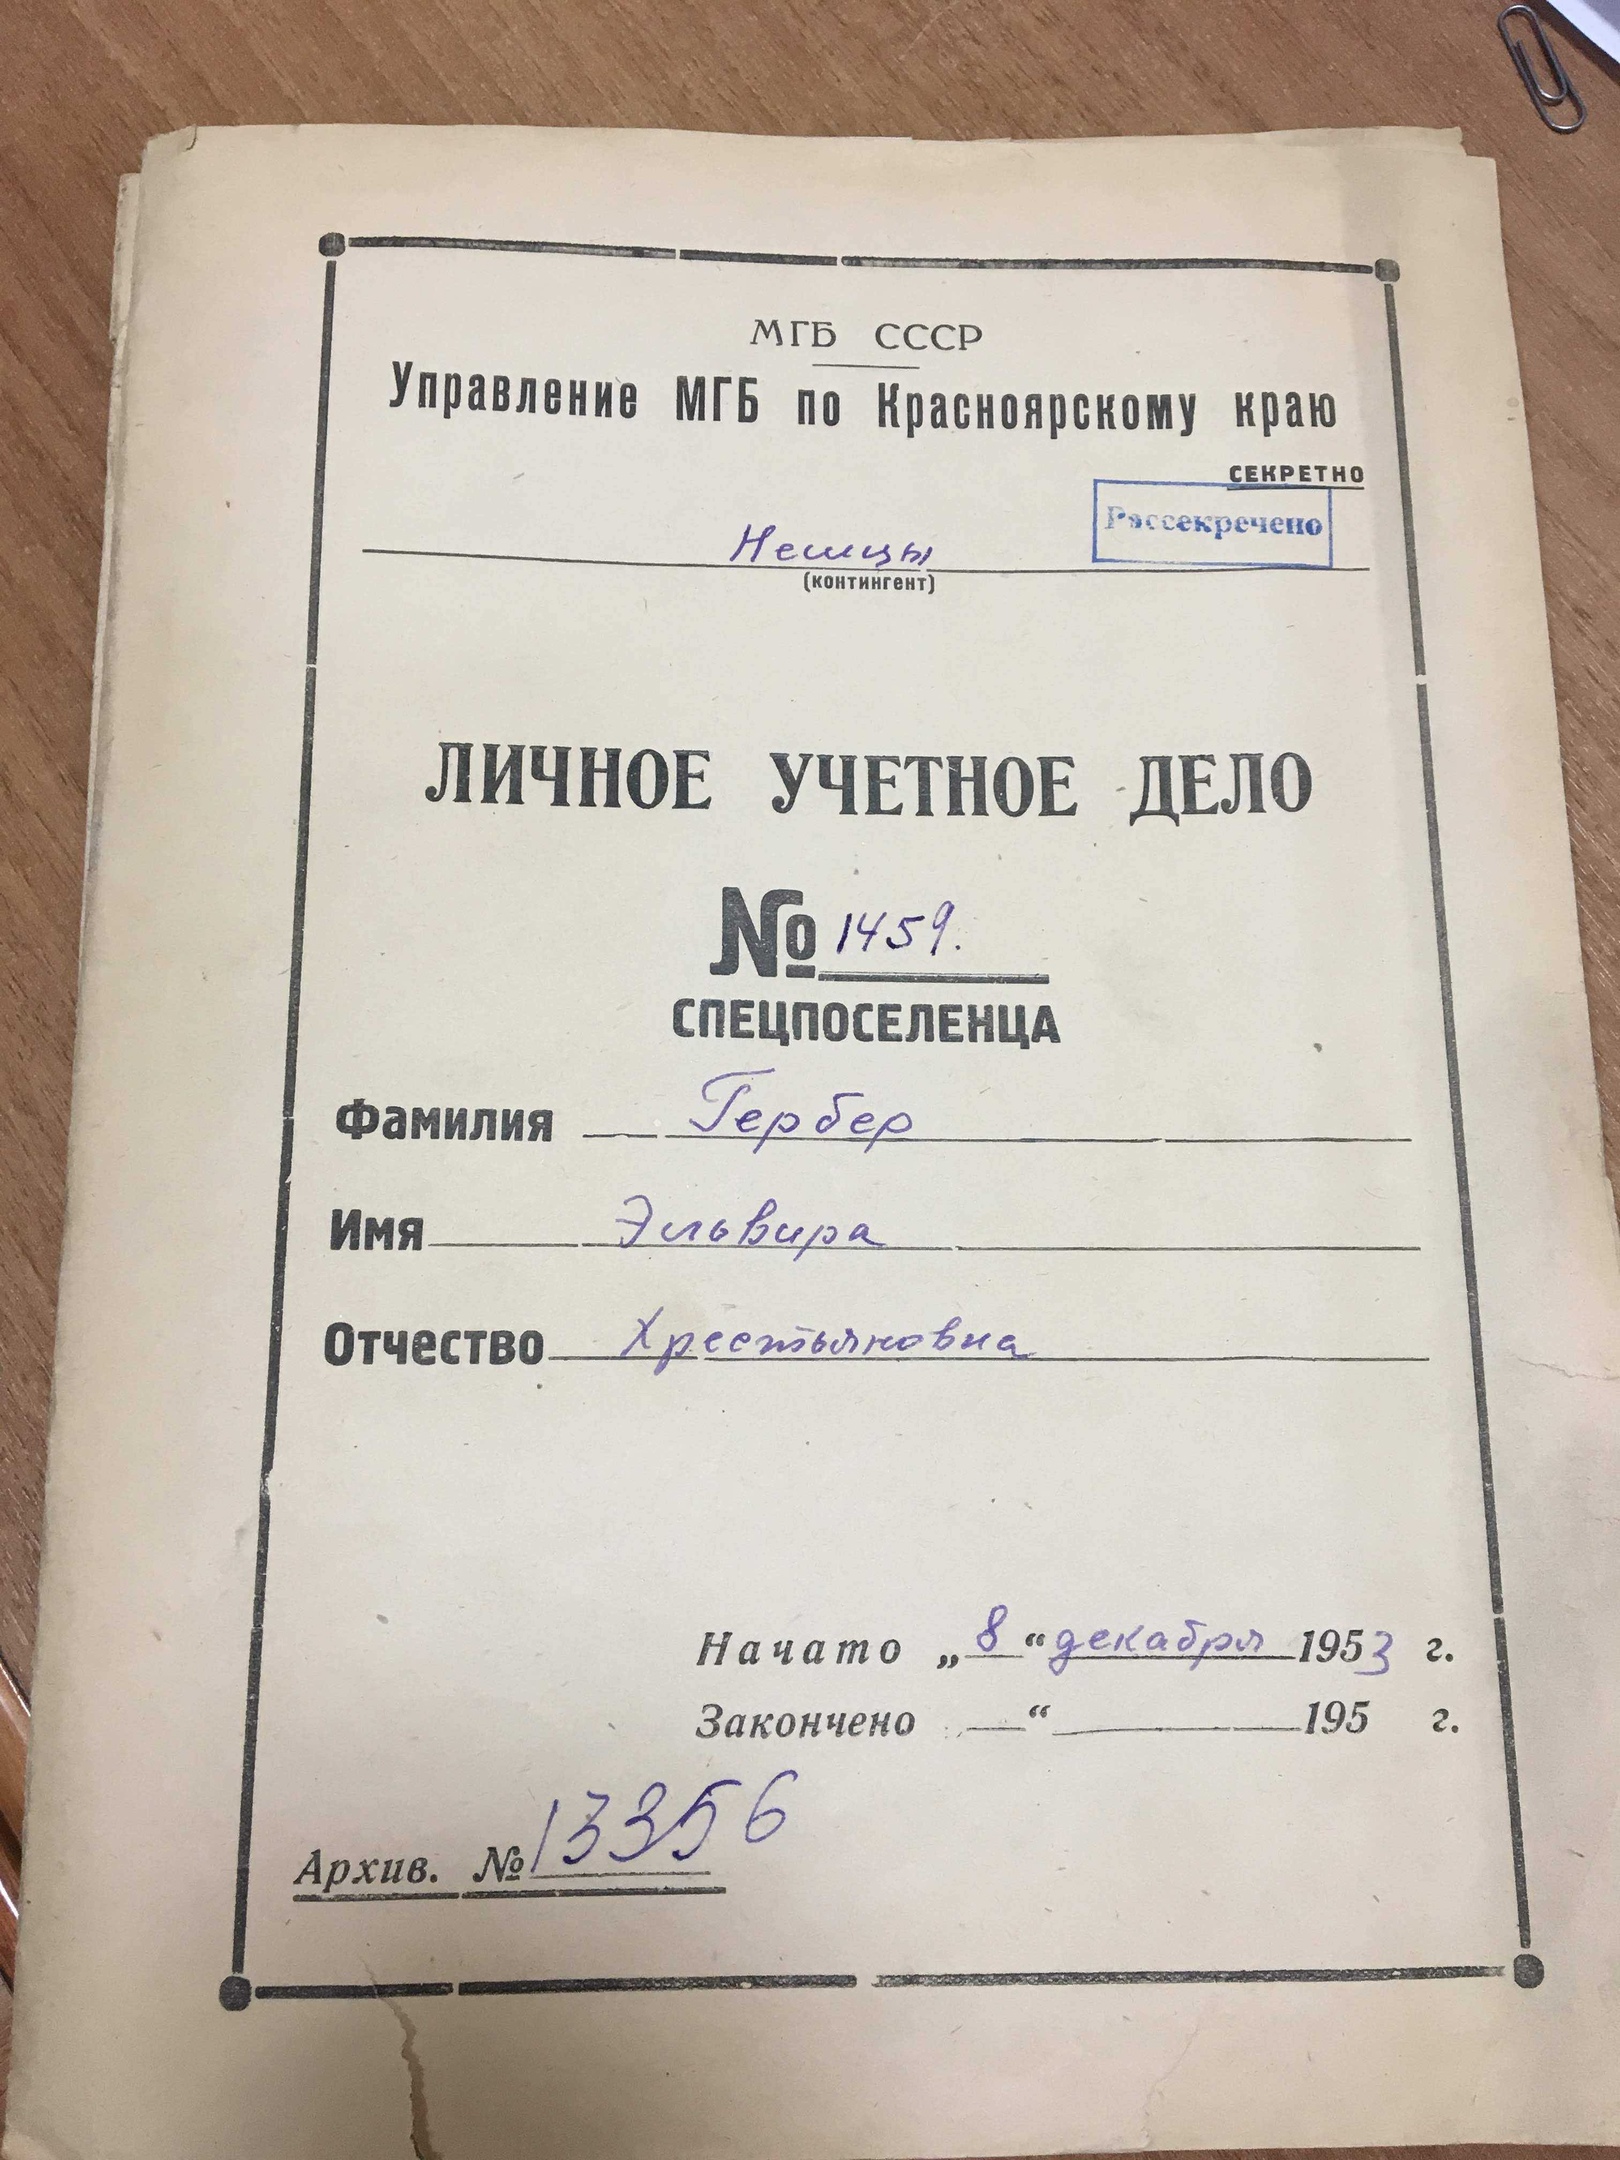 МГБ СССР
Управление МГБ по Красноярскому краю
СЕКРЕТНО
Рассекречено
Немцы
(контингент)
ЛИЧНОЕ УЧЕТНОЕ ДЕЛО
№ 1459.
СПЕЦПОСЕЛЕНЦА
Фамилия Гербер
Имя Эльвира
Отчество Хрестьяновна
Начато „8“ декабря 1953 г.
Закончено “ 195 г.
Архив. № 13356